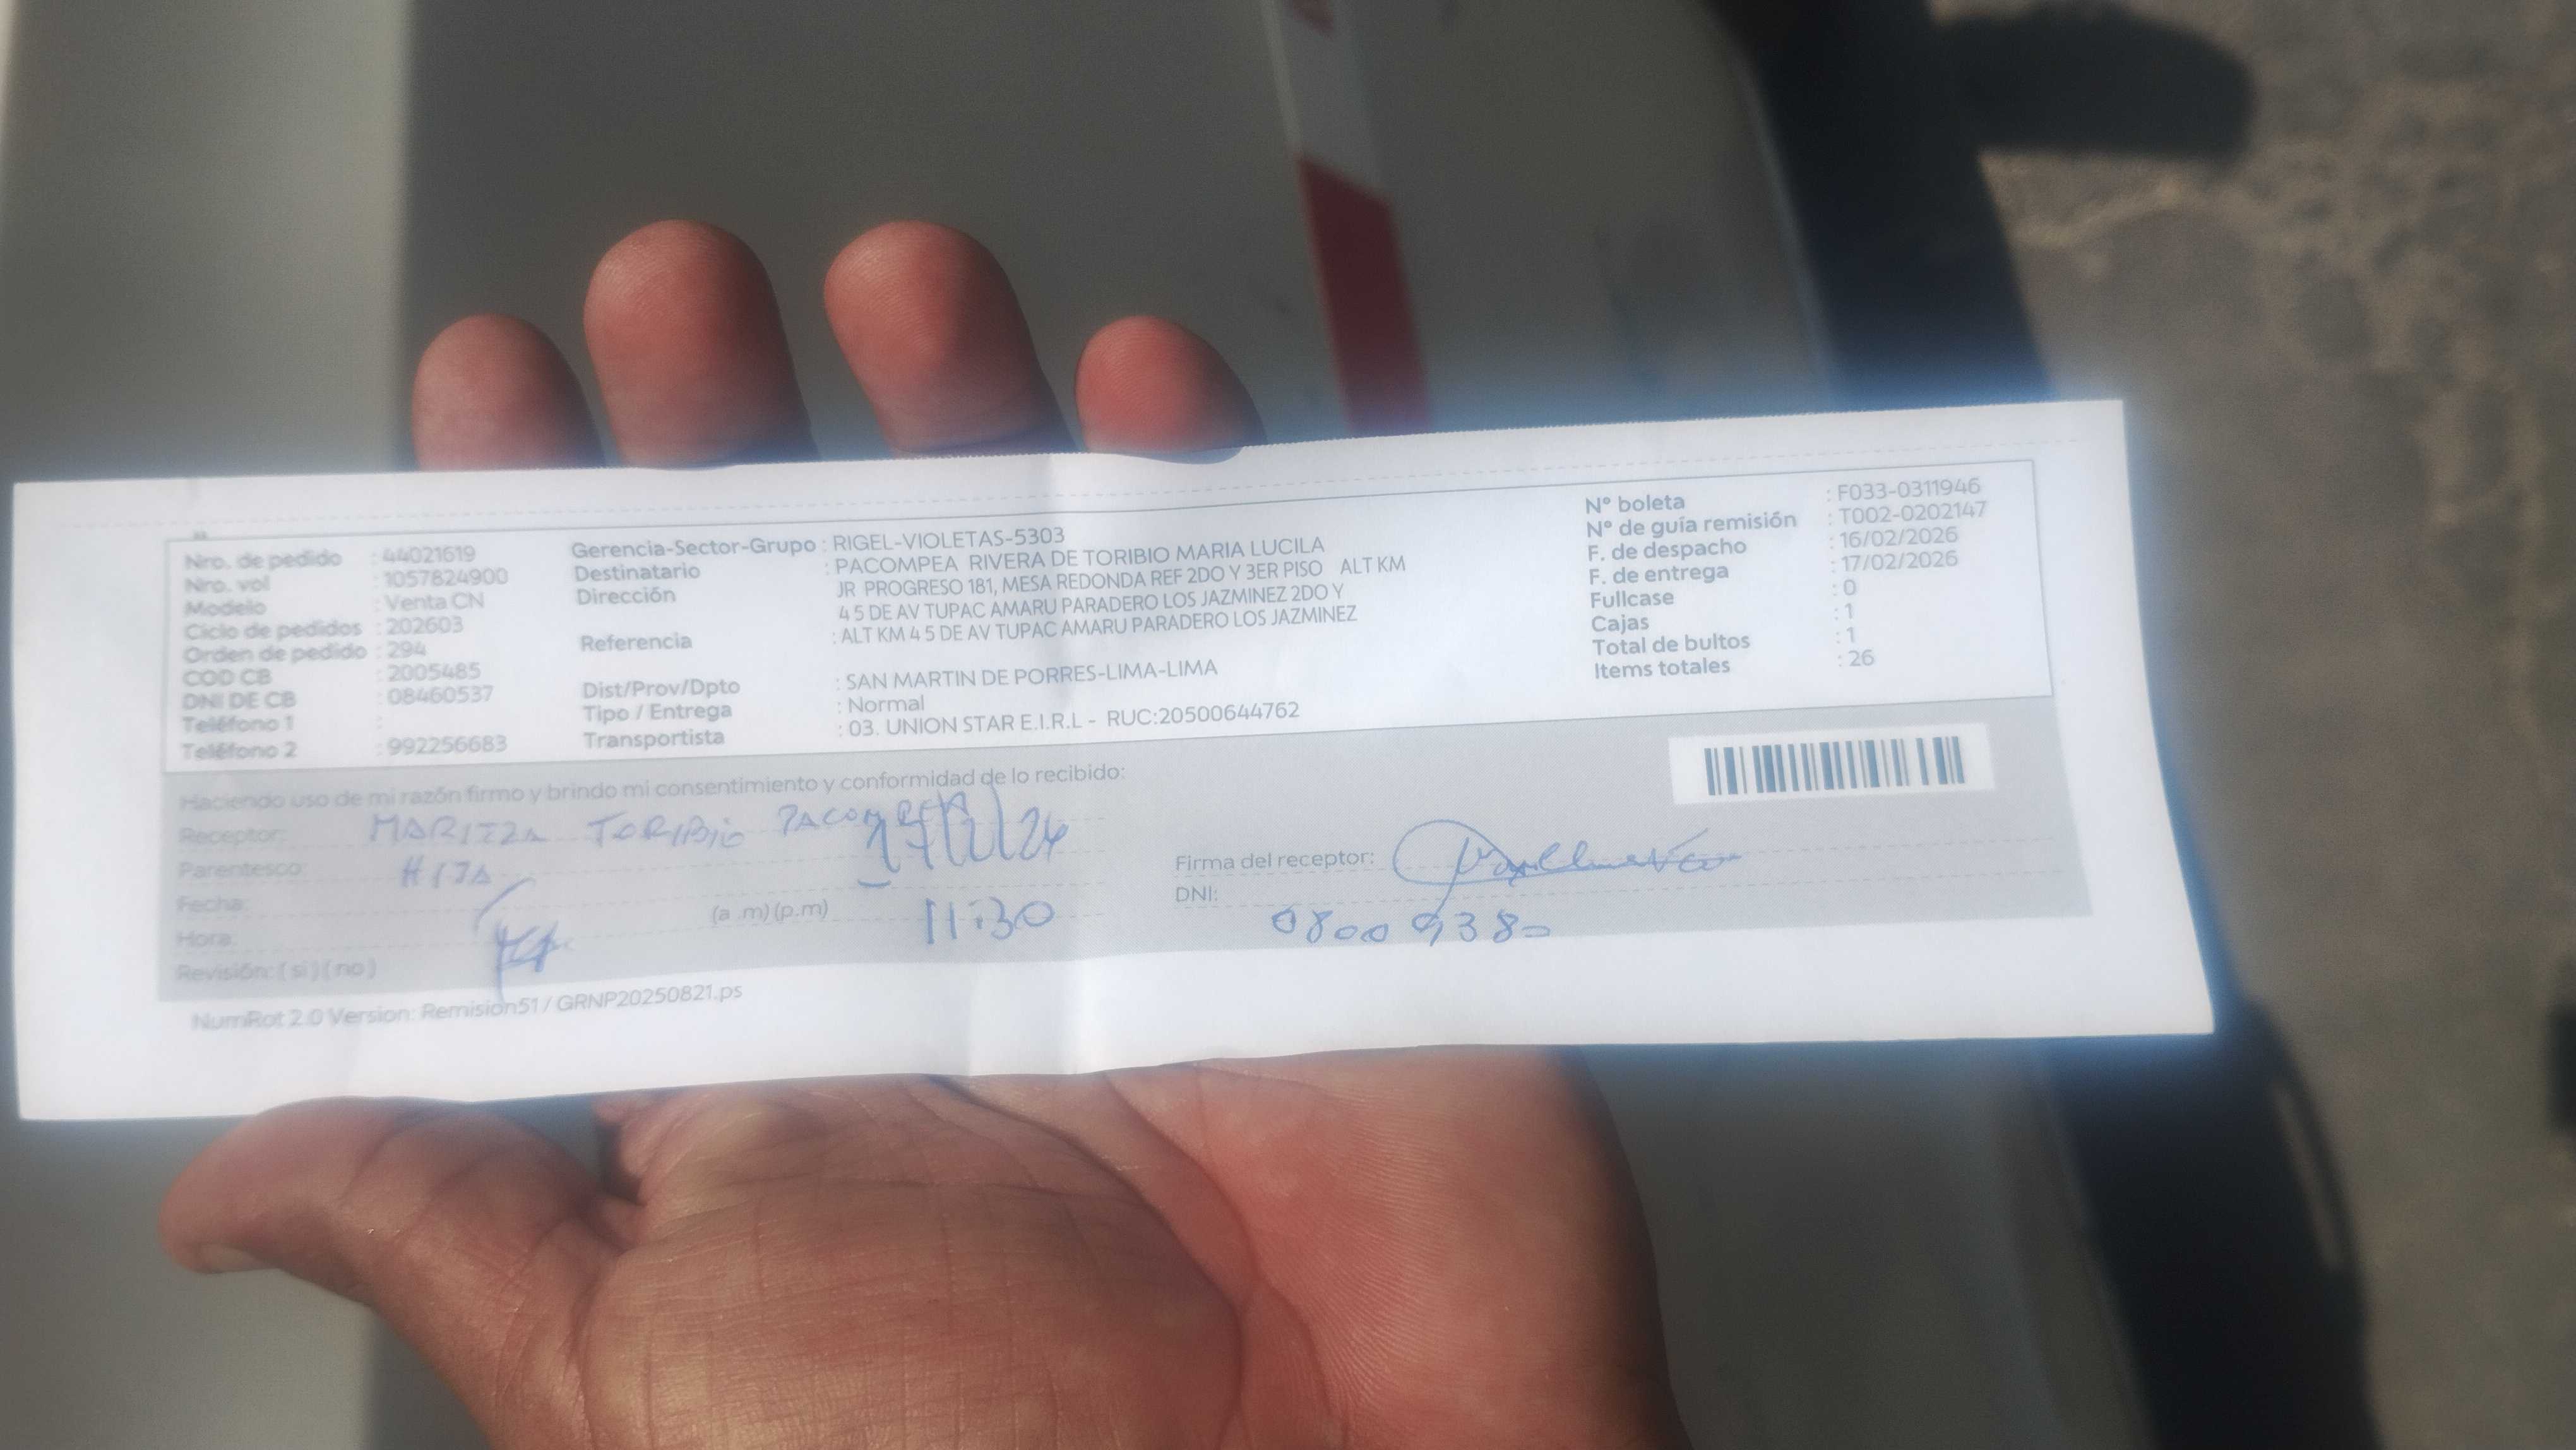 Nro. de pedido : 44021619
Nro. vol : 1057824900
Modelo : Venta CN
Ciclo de pedidos : 202603
Orden de pedido : 294
COD CB : 2005485
DNI DE CB : 08460537
Teléfono 1 :
Teléfono 2 : 992256683
Gerencia-Sector-Grupo : RIGEL-VIOLETAS-5303
Destinatario : PACOMPEA RIVERA DE TORIBIO MARIA LUCILA
Dirección JR PROGRESO 181, MESA REDONDA REF 2DO Y 3ER PISO ALT KM
4 5 DE AV TUPAC AMARU PARADERO LOS JAZMINEZ 2DO Y
Referencia : ALT KM 4 5 DE AV TUPAC AMARU PARADERO LOS JAZMINEZ
Dist/Prov/Dpto : SAN MARTIN DE PORRES-LIMA-LIMA
Tipo / Entrega : Normal
Transportista : 03. UNION STAR E.I.R.L - RUC:20500644762
Nº boleta : F033-0311946
Nº de guía remisión : T002-0202147
F. de despacho : 16/02/2026
F. de entrega : 17/02/2026
Fullcase : 0
Cajas : 1
Total de bultos : 1
Items totales : 26
Haciendo uso de mi razón firmo y brindo mi consentimiento y conformidad de lo recibido:
Receptor: MARITZA TORIBIO PACOMPEA
Parentesco HIJA
Fecha:
Hora: (a .m) (p.m) 11:30
Revisión: ( si ) ( no )
Firma del receptor:
DNI: 08009380
NumRot 2.0 Version: Remision51 / GRNP20250821.ps